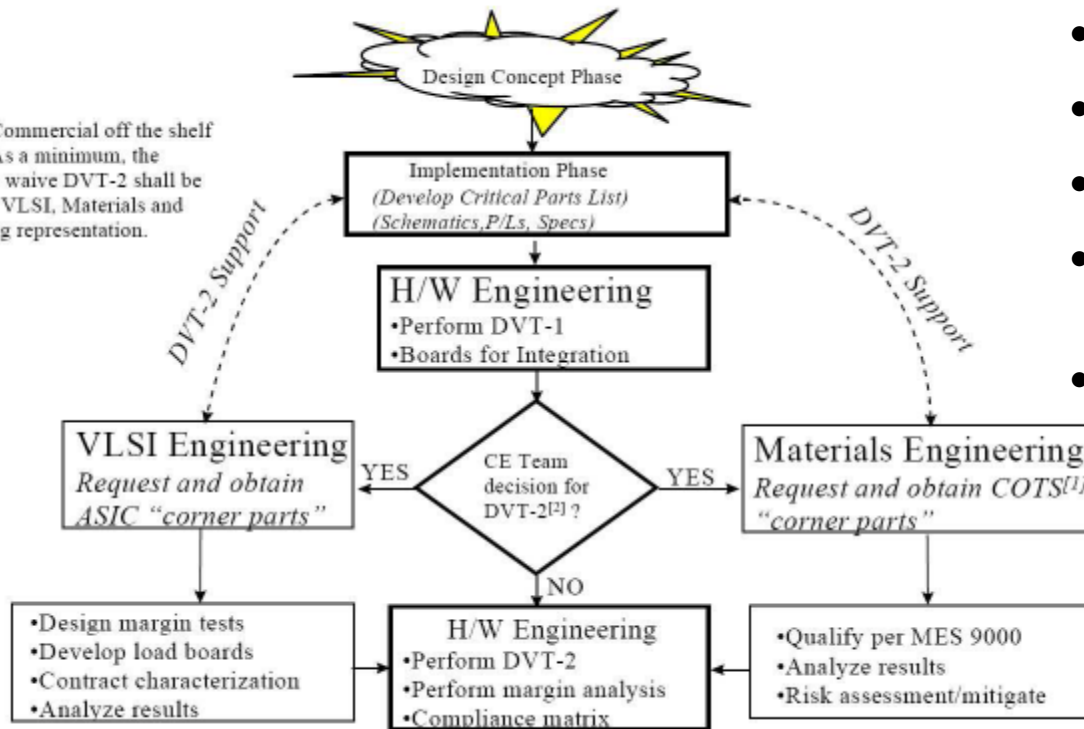 Design Concept Phase
Commercial off the shelf
As a minimum, the
waive DVT-2 shall be
VLSI, Materials and
representation.
Implementation Phase
(Develop Critical Parts List)
(Schematics,P/Ls, Specs)
DVT-2 Support
DVT-2 Support
H/W Engineering
•Perform DVT-1
•Boards for Integration
VLSI Engineering
Request and obtain
ASIC “corner parts”
YES
CE Team
decision for
DVT-2[2] ?
YES
Materials Engineering
Request and obtain COTS[1]
“corner parts”
NO
•Design margin tests
•Develop load boards
•Contract characterization
•Analyze results
H/W Engineering
•Perform DVT-2
•Perform margin analysis
•Compliance matrix
•Qualify per MES 9000
•Analyze results
•Risk assessment/mitigate